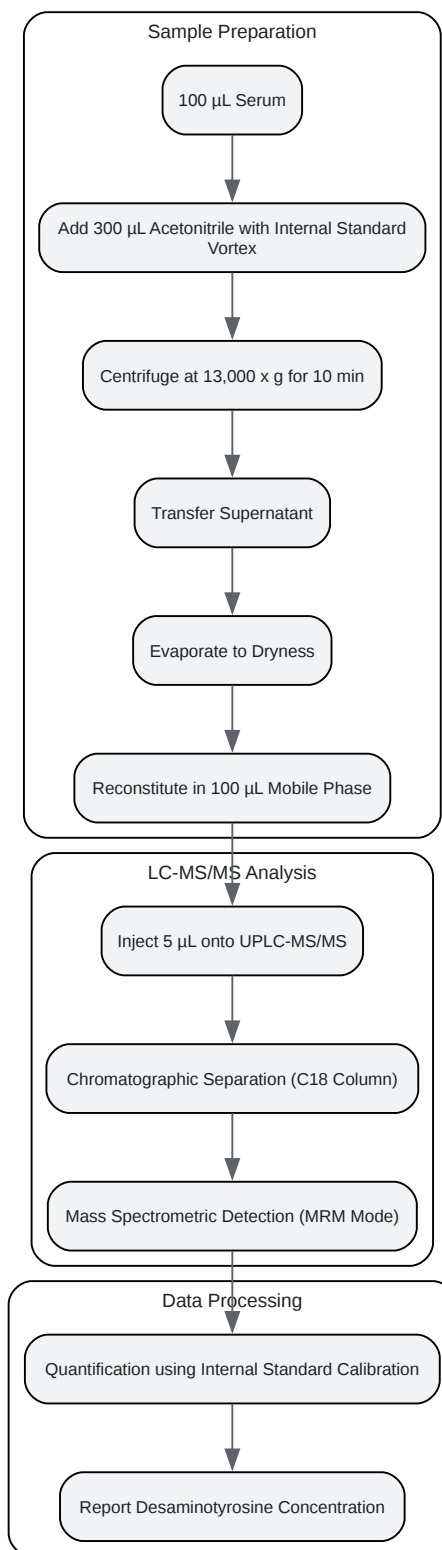 Sample Preparation
100 µL Serum
Add 300 µL Acetonitrile with Internal Standard
Vortex
Centrifuge at 13,000 x g for 10 min
Transfer Supernatant
Evaporate to Dryness
Reconstitute in 100 µL Mobile Phase
LC-MS/MS Analysis
Inject 5 µL onto UPLC-MS/MS
Chromatographic Separation (C18 Column)
Mass Spectrometric Detection (MRM Mode)
Data Processing
Quantification using Internal Standard Calibration
Report Desaminotyrosine Concentration